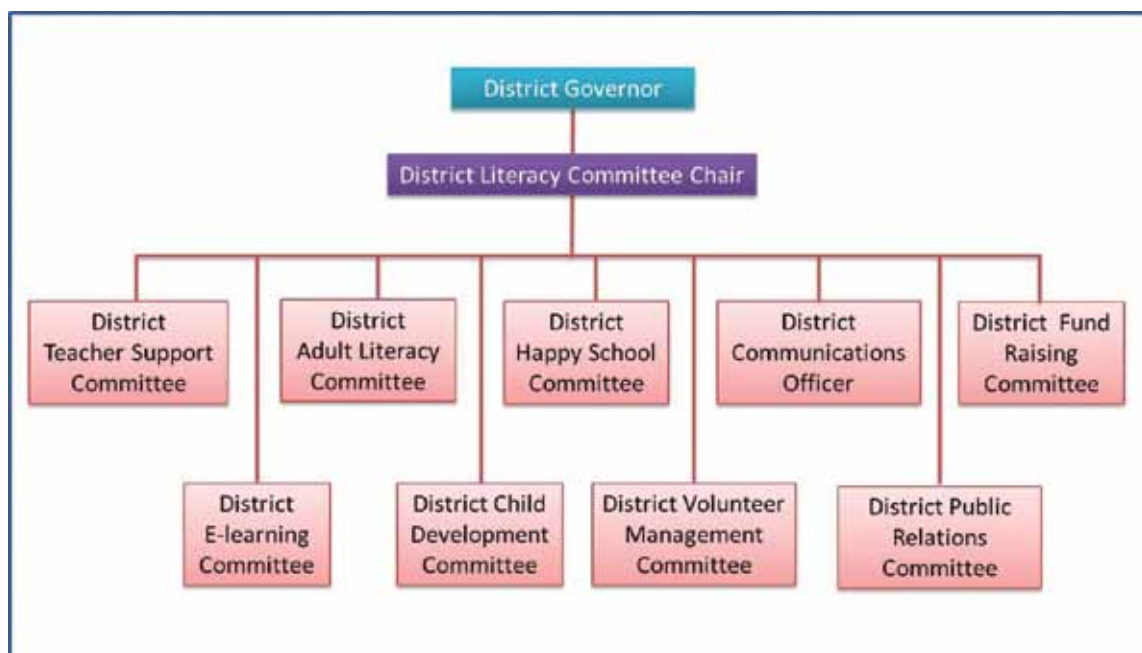 District Governor
District Literacy Committee Chair
District
Teacher Support
Committee
District
Adult Literacy
Committee
District
Happy School
Committee
District
Communications
Officer
District Fund
Raising
Committee
District
E-learning
Committee
District Child
Development
Committee
District Volunteer
Management
Committee
District Public
Relations
Committee